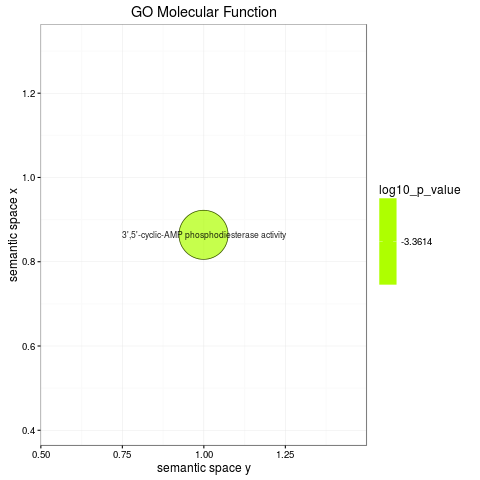 GO Molecular Function
semantic space x
1.2
1.0
0.8
0.6
0.4
3',5'-cyclic-AMP phosphodiesterase activity
0.50
0.75
1.00
1.25
semantic space y
log10_p_value
-3.3614